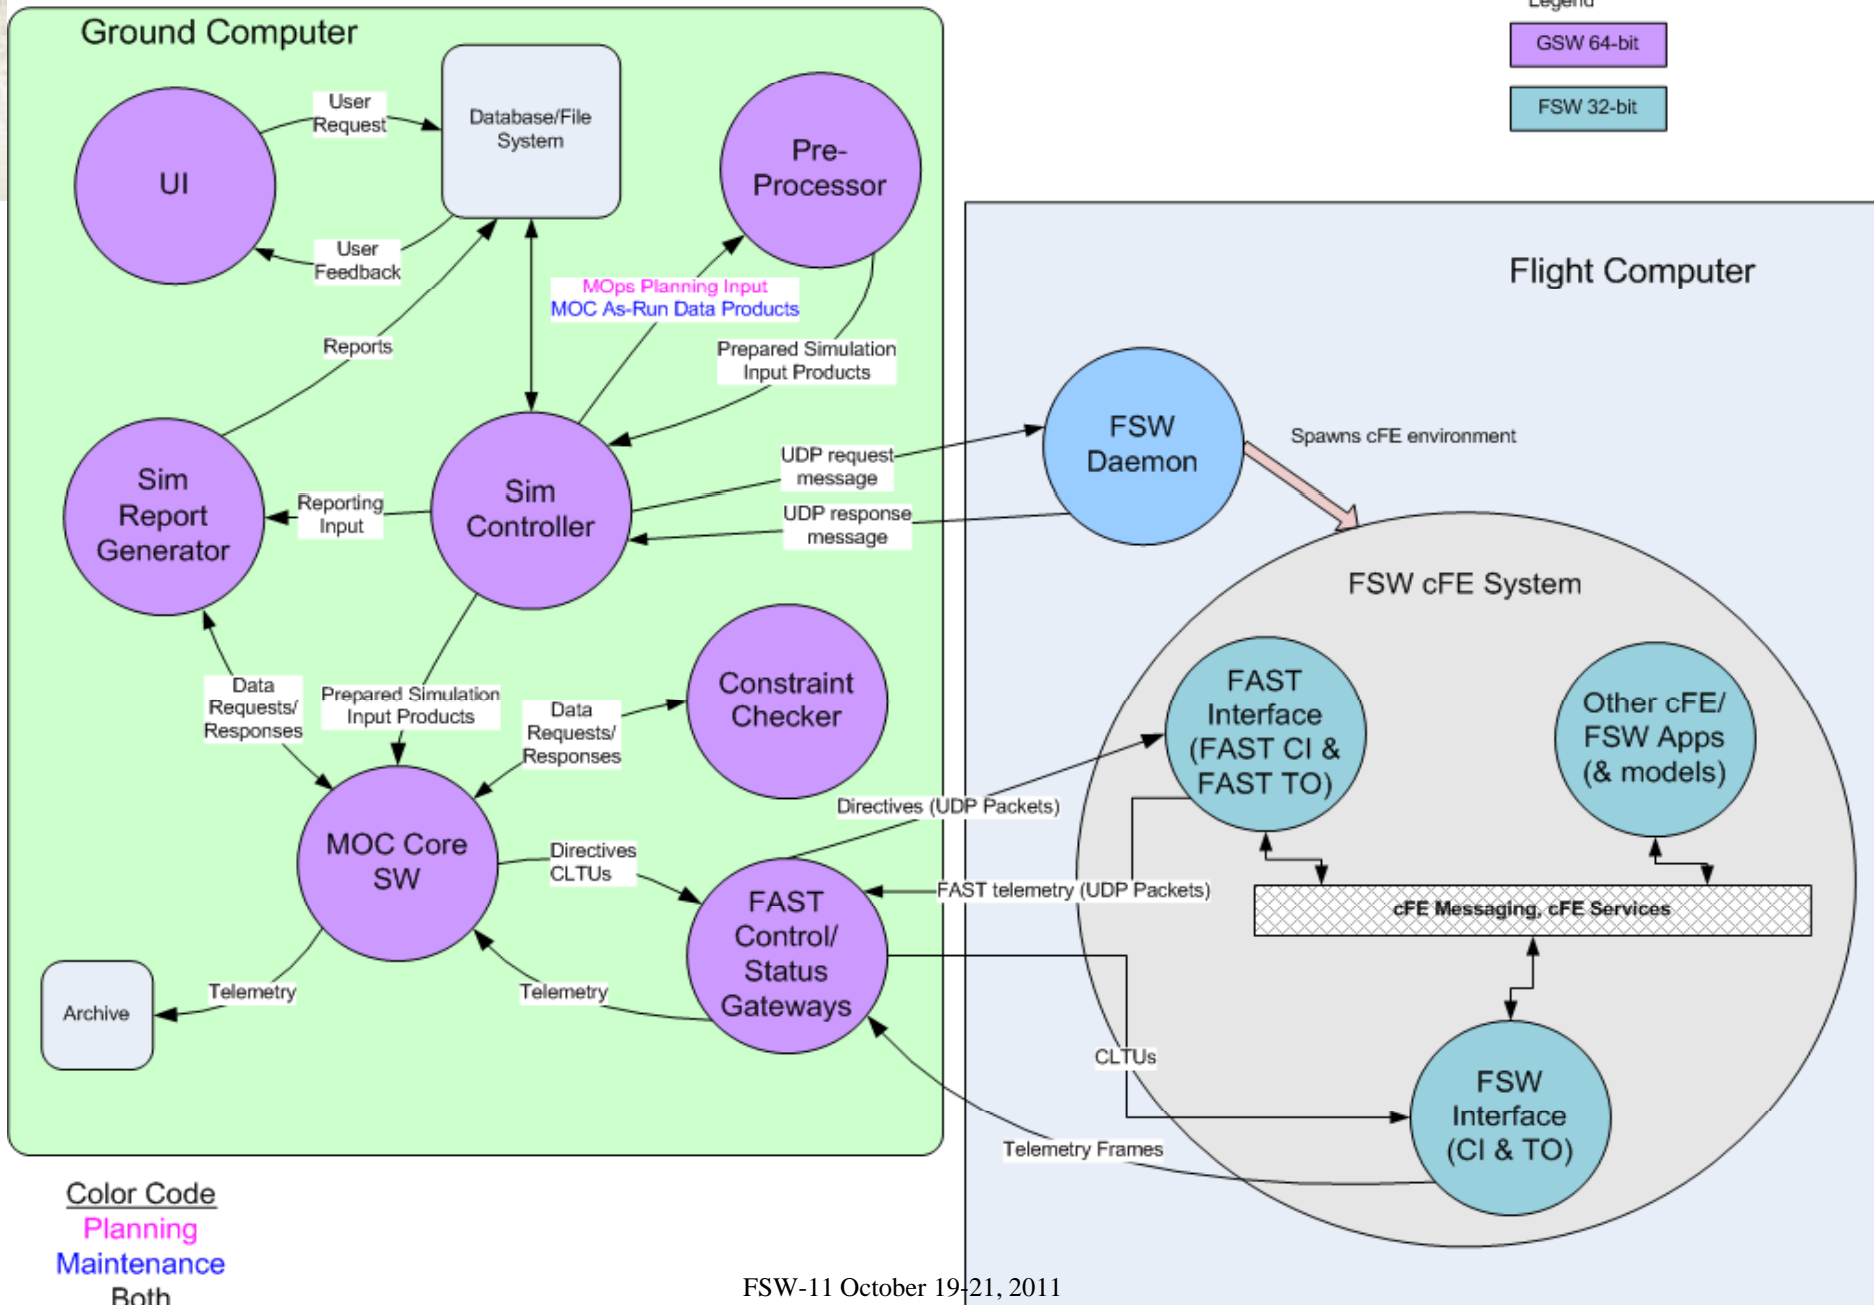 Legend
GSW 64-bit
FSW 32-bit
Ground Computer
UI
User
Request
Database/File
System
Pre-
Processor
User
Feedback
MOps Planning Input
MOC As-Run Data Products
Reports
Prepared Simulation
Input Products
Sim
Report
Generator
Reporting
Input
Sim
Controller
UDP request
message
UDP response
message
Data
Requests/
Responses
Prepared Simulation
Input Products
Data
Requests/
Responses
Constraint
Checker
MOC Core
SW
Directives
CLTUs
FAST
Control/
Status
Gateways
Telemetry
Telemetry
Archive
Flight Computer
FSW
Daemon
Spawns cFE environment
FSW cFE System
FAST
Interface
(FAST CI &
FAST TO)
Other cFE/
FSW Apps
(& models)
Directives (UDP Packets)
FAST telemetry (UDP Packets)
cFE Messaging, cFE Services
CLTUs
FSW
Interface
(CI & TO)
Telemetry Frames
Color Code
Planning
Maintenance
Both
FSW-11 October 19-21, 2011